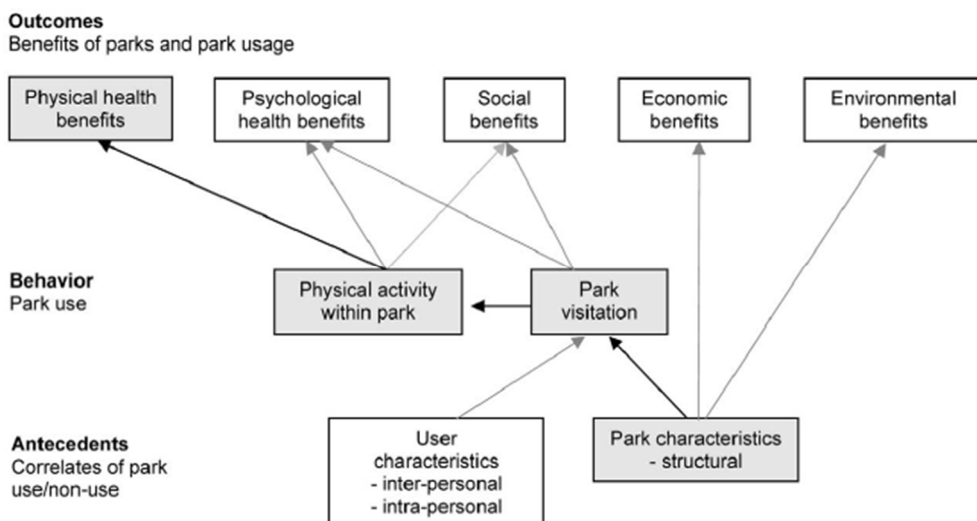 Outcomes
Benefits of parks and park usage
Physical health
benefits
Psychological
health benefits
Social
benefits
Economic
benefits
Environmental
benefits
Behavior
Park use
Physical activity
within park
Park
visitation
Antecedents
Correlates of park
use/non-use
User
characteristics
- inter-personal
- intra-personal
Park characteristics
- structural